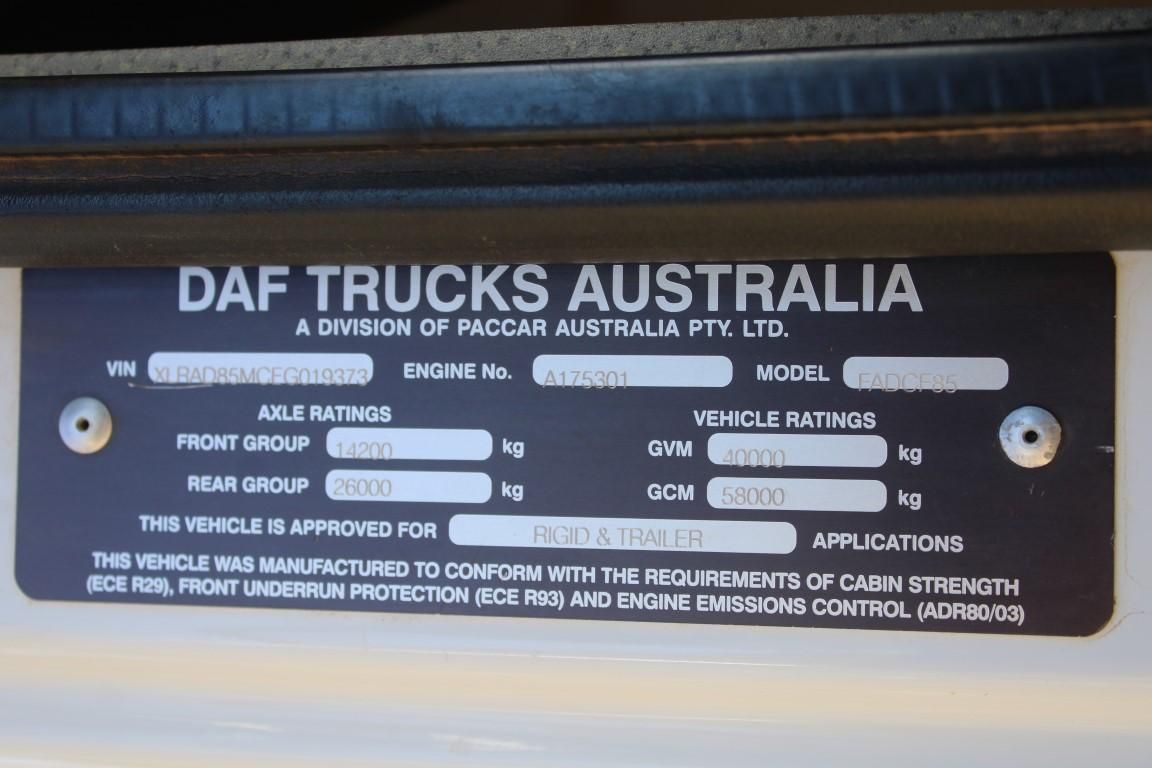 DAF TRUCKS AUSTRALIA
A DIVISION OF PACCAR AUSTRALIA PTY. LTD.
VIN XLRAD85MCEG019373 ENGINE No. A175301 MODEL FADCF85
AXLE RATINGS VEHICLE RATINGS
FRONT GROUP 14200 kg GVM 40000 kg
REAR GROUP 26000 kg GCM 58000 kg
THIS VEHICLE IS APPROVED FOR RIGID & TRAILER APPLICATIONS
THIS VEHICLE WAS MANUFACTURED TO CONFORM WITH THE REQUIREMENTS OF CABIN STRENGTH
(ECE R29), FRONT UNDERRUN PROTECTION (ECE R93) AND ENGINE EMISSIONS CONTROL (ADR80/03)